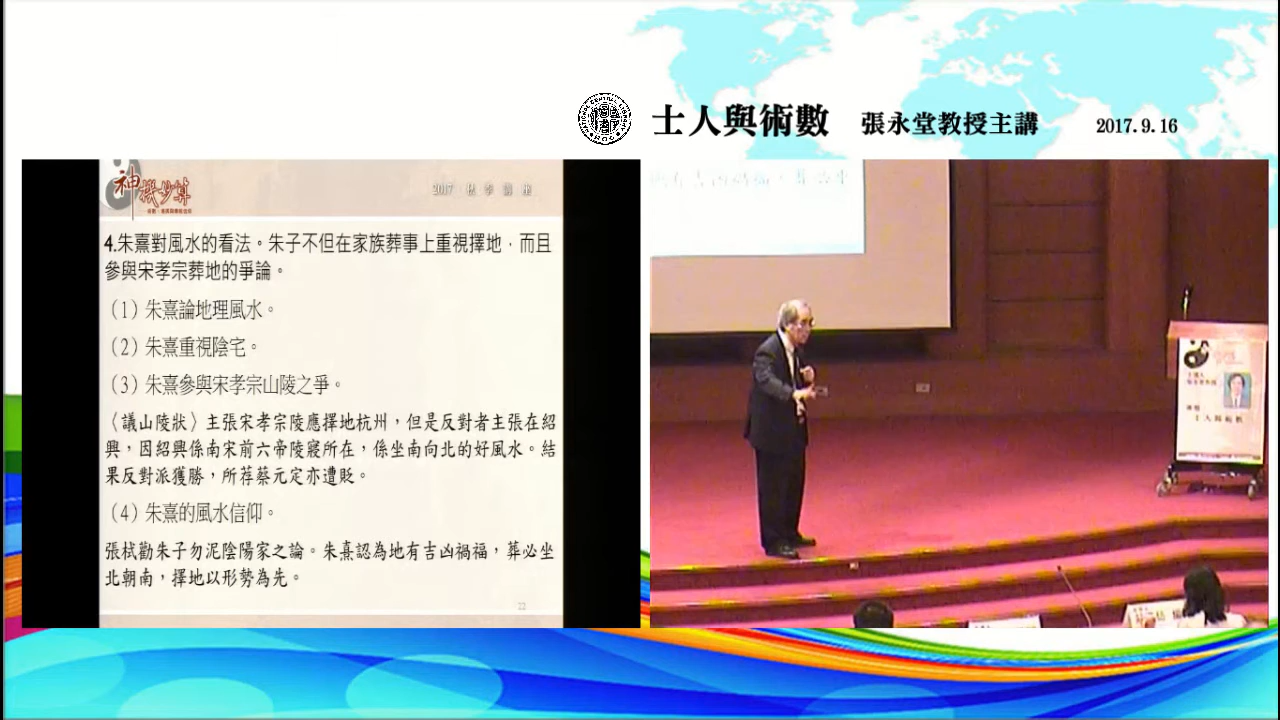 士人與術數 張永堂教授主講 2017.9.16
神機妙算
2017 秋季講座
4.朱熹對風水的看法。朱子不但在家族葬事上重視擇地，而且
參與宋孝宗葬地的爭論。
（1）朱熹論地理風水。
（2）朱熹重視陰宅。
（3）朱熹參與宋孝宗山陵之爭。
〈議山陵狀〉主張宋孝宗陵應擇地杭州，但是反對者主張在紹
興，因紹興係南宋前六帝陵寢所在，係坐南向北的好風水。結
果反對派獲勝，所荐蔡元定亦遭貶。
（4）朱熹的風水信仰。
張栻勸朱子勿泥陰陽家之論。朱熹認為地有吉凶禍福，葬必坐
北朝南，擇地以形勢為先。
22
士人與術數